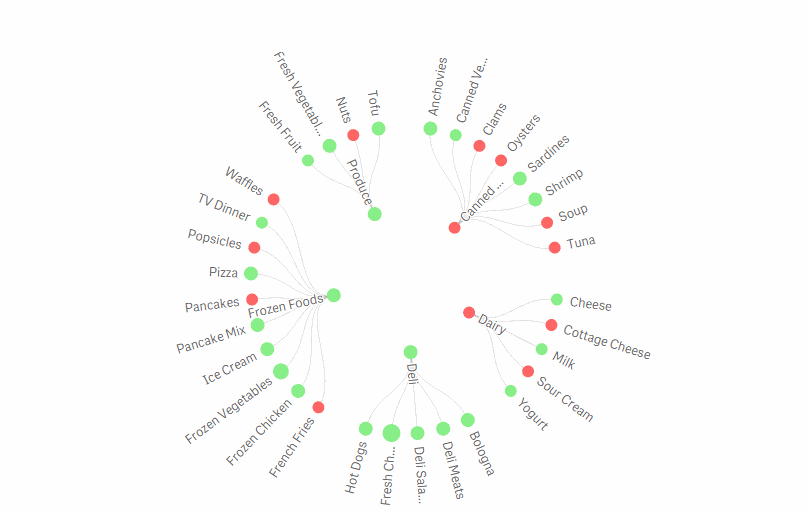 Anchovies
Canned Ve...
Clams
Oysters
Sardines
Shrimp
Soup
Tuna
Canned ...
Cheese
Cottage Cheese
Milk
Sour Cream
Yogurt
Dairy
Bologna
Deli Meats
Deli Sala...
Fresh Ch...
Hot Dogs
Deli
French Fries
Frozen Chicken
Frozen Vegetables
Ice Cream
Pancake Mix
Pancakes
Pizza
Popsicles
TV Dinner
Waffles
Frozen Foods
Fresh Fruit
Fresh Vegetabl...
Nuts
Tofu
Produce